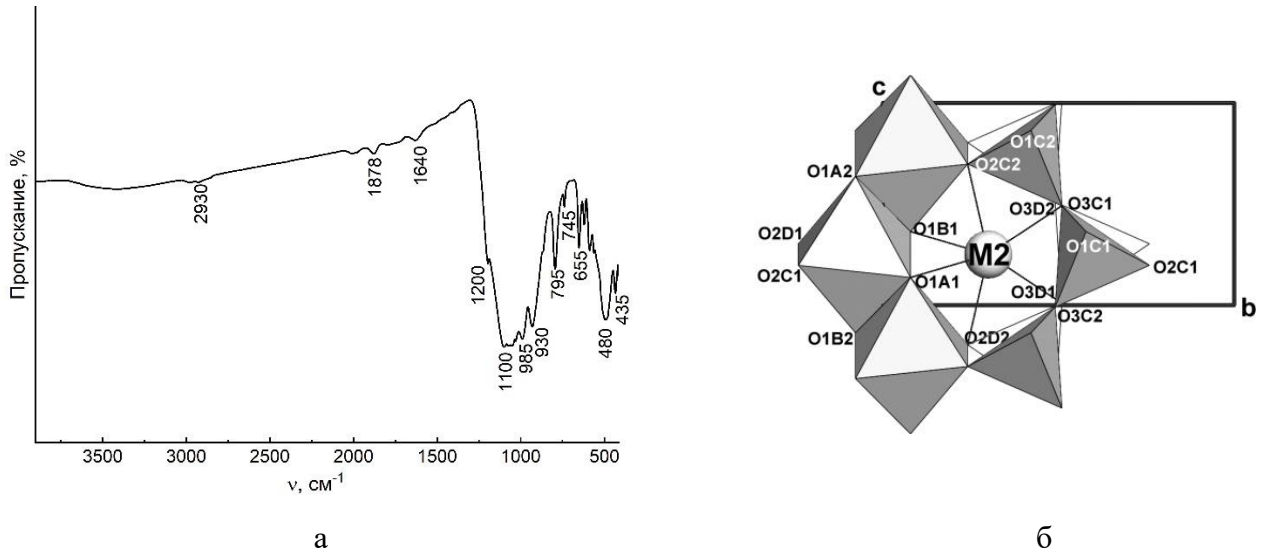 Пропускание, %
2930
1878
1640
1200
1100
985
930
795
745
655
480
435
3500
3000
2500
2000
1500
1000
500
ν, см⁻¹
а
c
O1C2
O1A2
O2C2
O3D2
O3C1
O2D1
O1B1
O1C1
M2
O2C1
O2C1
O1A1
O3D1
O3C2
b
O1B2
O2D2
б